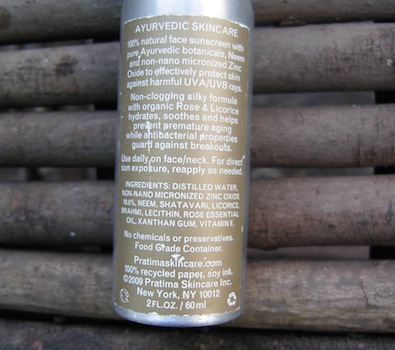 AYURVEDIC SKINCARE
100% natural face sunscreen with
pure Ayurvedic botanicals. Neem
and non-nano micronized Zinc
Oxide to effectively protect skin
against harmful UVA/UVB rays.
Non-clogging silky formula
with organic Rose & Licorice
hydrates, soothes and helps
prevent premature aging
while antibacterial properties
guard against breakouts.
Use daily on face/neck. For direct
sun exposure, reapply as needed.
INGREDIENTS: DISTILLED WATER,
NON-NANO MICRONIZED ZINC OXIDE
18.6%, NEEM, SHATAVARI, LICORICE,
BRAHMI, LECITHIN, ROSE ESSENTIAL
OIL, XANTHAN GUM, VITAMIN E.
No chemicals or preservatives.
Food Grade Container.
Pratimaskincare.com
100% recycled paper, soy ink.
©2009 Pratima Skincare Inc.
New York, NY 10012
2FL.OZ. / 60ml